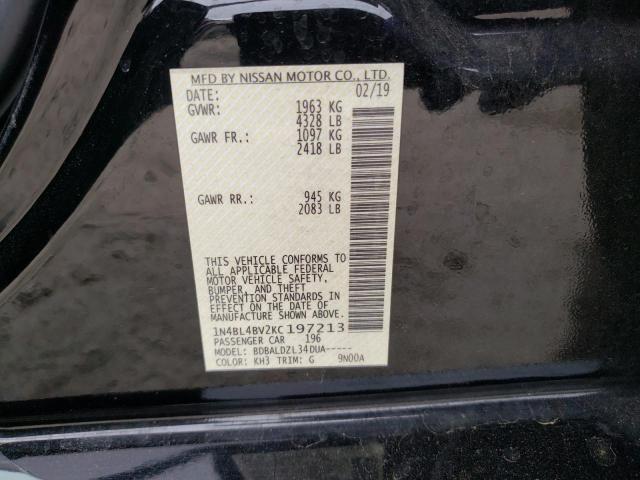 MFD BY NISSAN MOTOR CO., LTD.
DATE: 02/19
GVWR: 1963 KG
4328 LB
GAWR FR.: 1097 KG
2418 LB
GAWR RR.: 945 KG
2083 LB
THIS VEHICLE CONFORMS TO
ALL APPLICABLE FEDERAL
MOTOR VEHICLE SAFETY,
BUMPER, AND THEFT
PREVENTION STANDARDS IN
EFFECT ON THE DATE OF
MANUFACTURE SHOWN ABOVE.
1N4BL4BV2KC197213
PASSENGER CAR 196
MODEL: BDBALDZL34DUA-----
COLOR: KH3 TRIM: G 9N00A